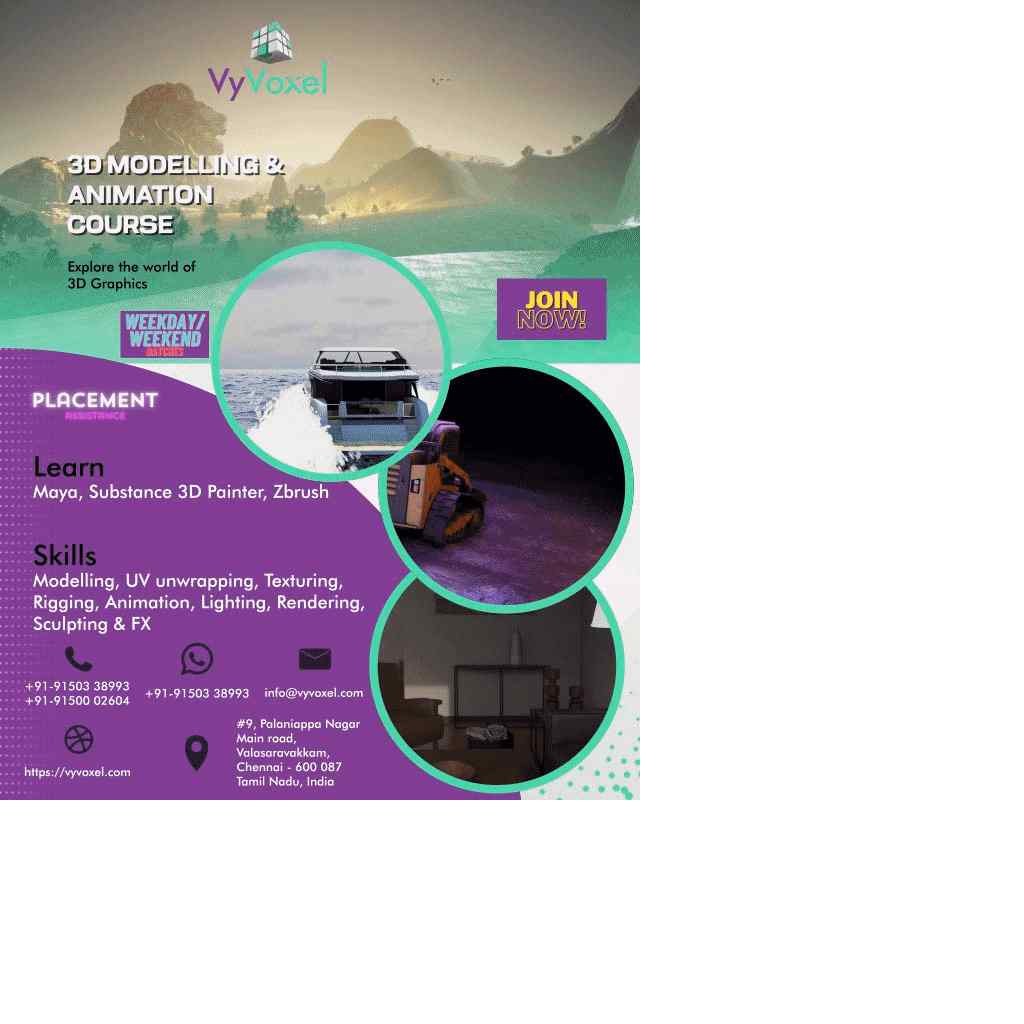 VyVoxel
3D MODELLING &
ANIMATION
COURSE
Explore the world of
3D Graphics
JOIN
NOW!
WEEKDAY/
WEEKEND
BATCHES
PLACEMENT
ASSISTANCE
Learn
Maya, Substance 3D Painter, Zbrush
Skills
Modelling, UV unwrapping, Texturing,
Rigging, Animation, Lighting, Rendering,
Sculpting & FX
+91-91503 38993
+91-91500 02604
+91-91503 38993
info@vyvoxel.com
https://vyvoxel.com
#9, Palaniappa Nagar
Main road,
Valasaravakkam,
Chennai - 600 087
Tamil Nadu, India